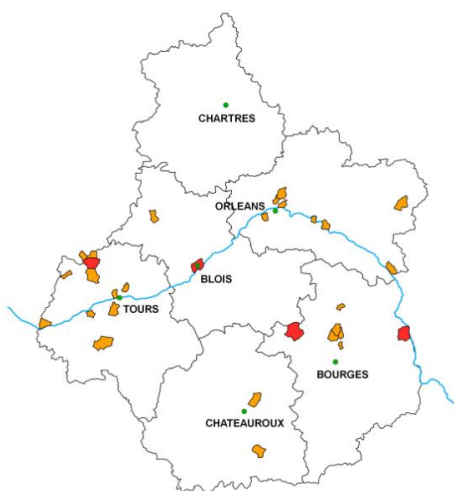 CHARTRES
ORLEANS
BLOIS
TOURS
BOURGES
CHATEAUROUX